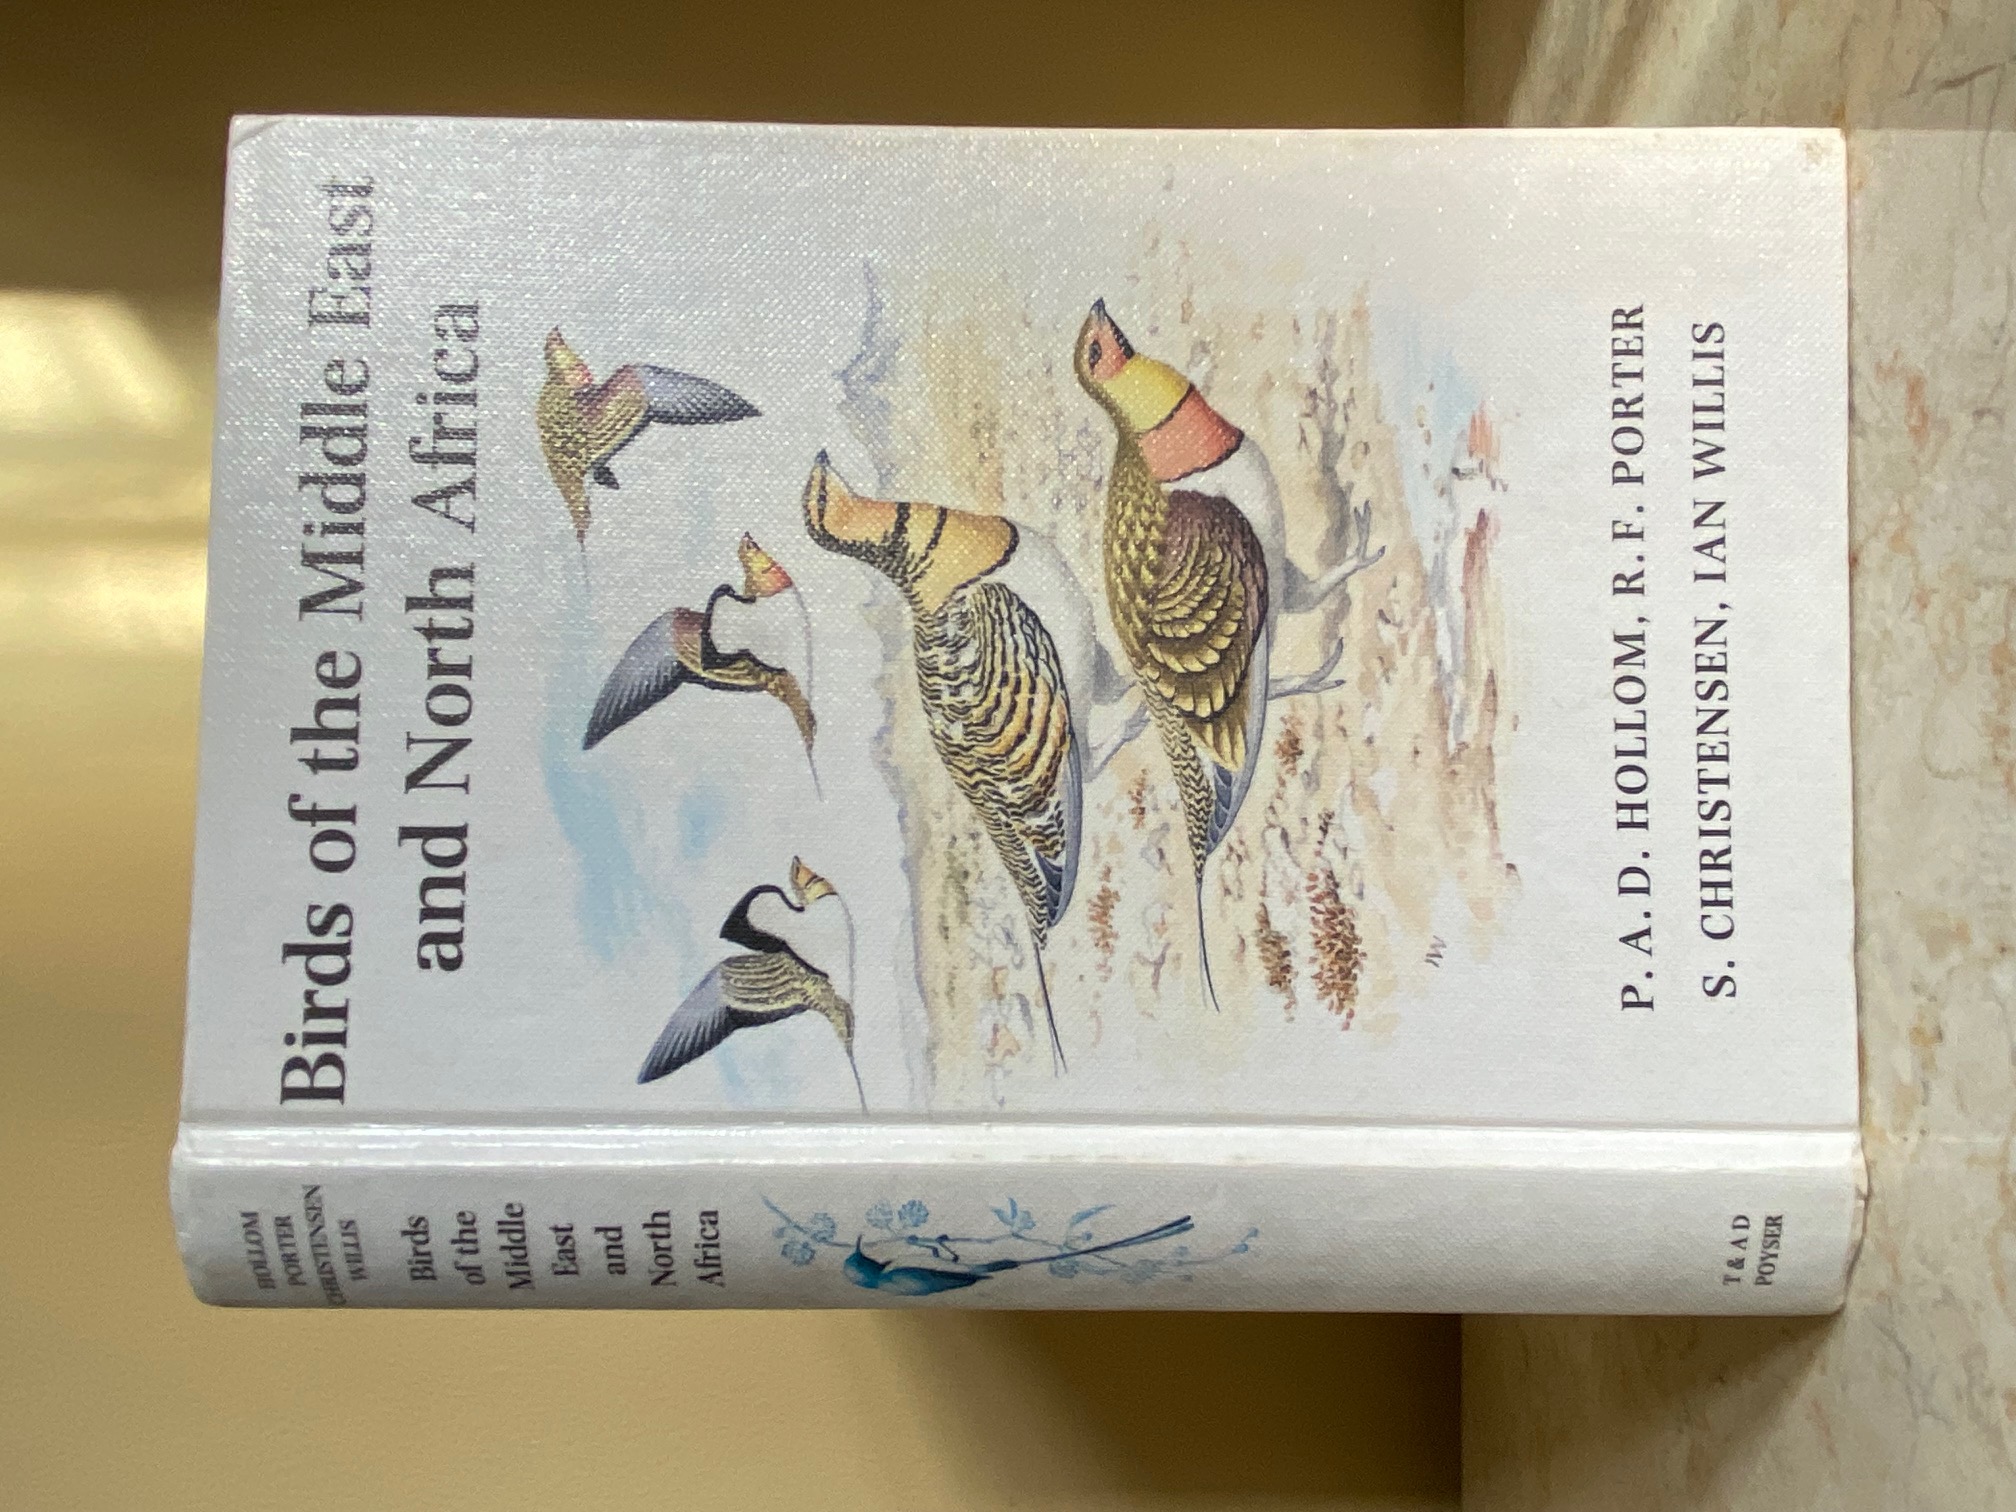 HOLLOM
PORTER
CHRISTENSEN
WILLIS
Birds
of the
Middle
East
and
North
Africa
T & A D
POYSER
Birds of the Middle East
and North Africa
IW
P. A. D. HOLLOM, R. F. PORTER
S. CHRISTENSEN, IAN WILLIS